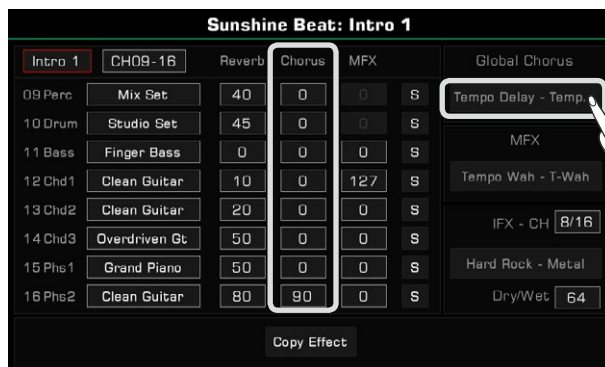 Sunshine Beat: Intro 1
Intro 1 CH09-16 Reverb Chorus MFX Global Chorus
09 Perc Mix Set 40 0 0 S Tempo Delay - Temp.
10 Drum Studio Set 45 0 0 S
MFX
11 Bass Finger Bass 0 0 0 S
12 Chd1 Clean Guitar 10 0 127 S Tempo Wah - T-Wah
13 Chd2 Clean Guitar 20 0 0 S
IFX - CH 8/16
14 Chd3 Overdriven Gt 50 0 0 S
15 Phs1 Grand Piano 50 0 0 S Hard Rock - Metal
16 Phs2 Clean Guitar 80 90 0 S Dry/Wet 64
Copy Effect